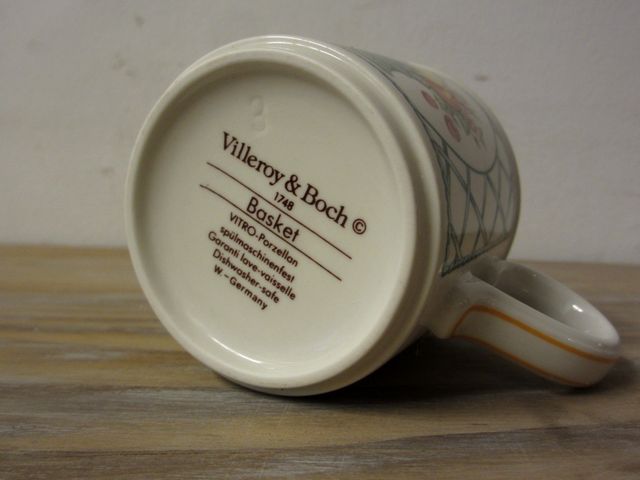 Villeroy & Boch ©
1748
Basket
VITRO-Porzellan
spülmaschinenfest
Garanti lave-vaisselle
Dishwasher-safe
W.-Germany